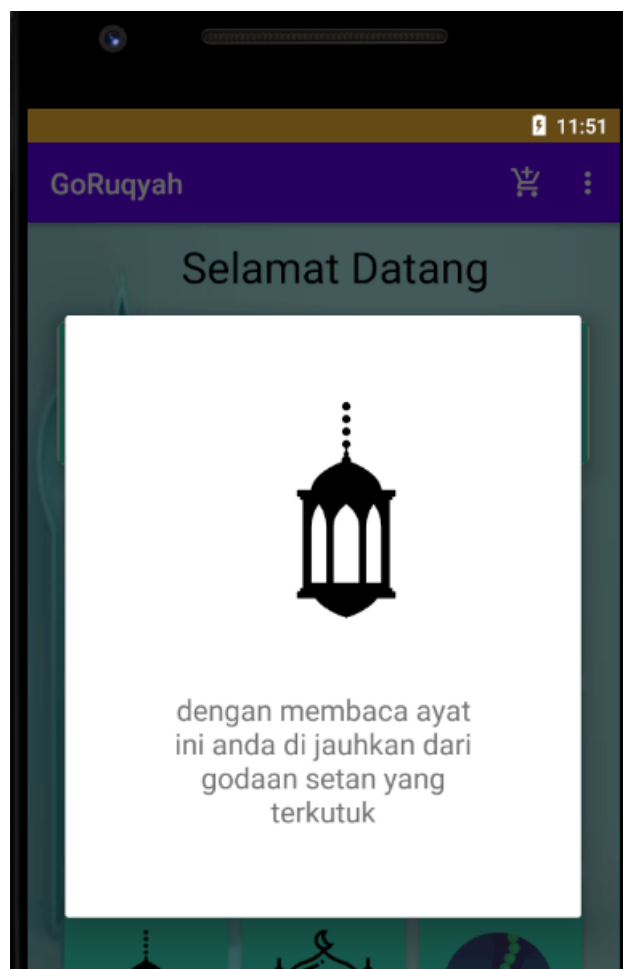 11:51
GoRuqyah
Selamat Datang
dengan membaca ayat
ini anda di jauhkan dari
godaan setan yang
terkutuk